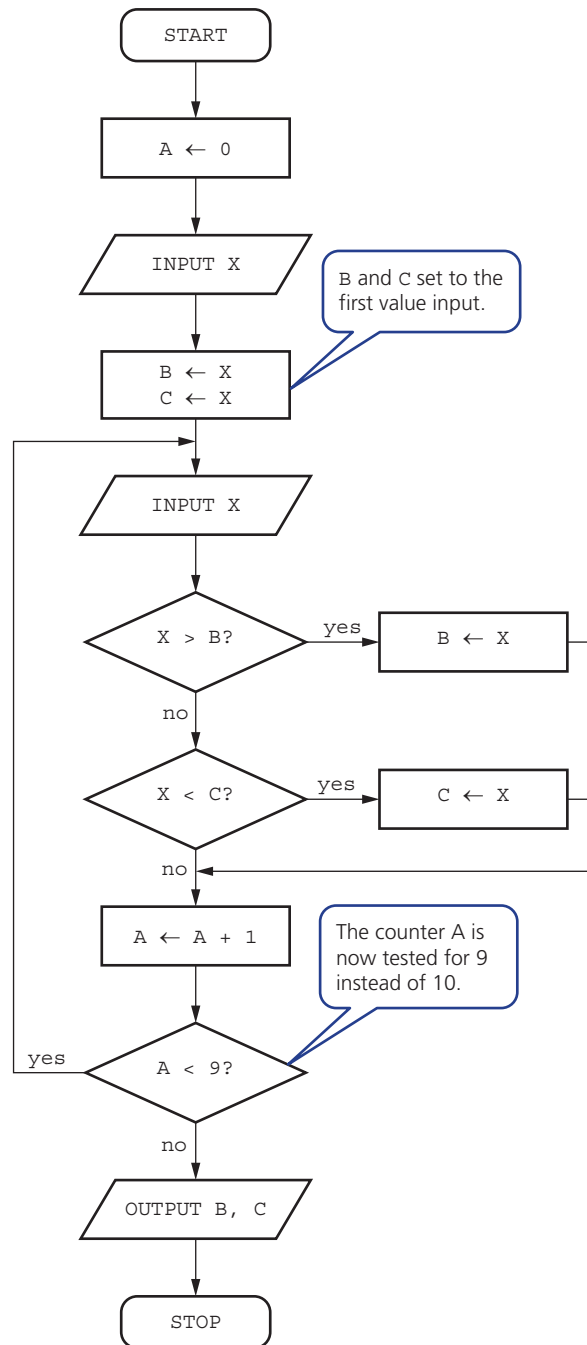 START
A ← 0
INPUT X
B and C set to the
first value input.
B ← X
C ← X
INPUT X
X > B?
yes
B ← X
no
X < C?
yes
C ← X
no
A ← A + 1
The counter A is
now tested for 9
instead of 10.
yes
A < 9?
no
OUTPUT B, C
STOP